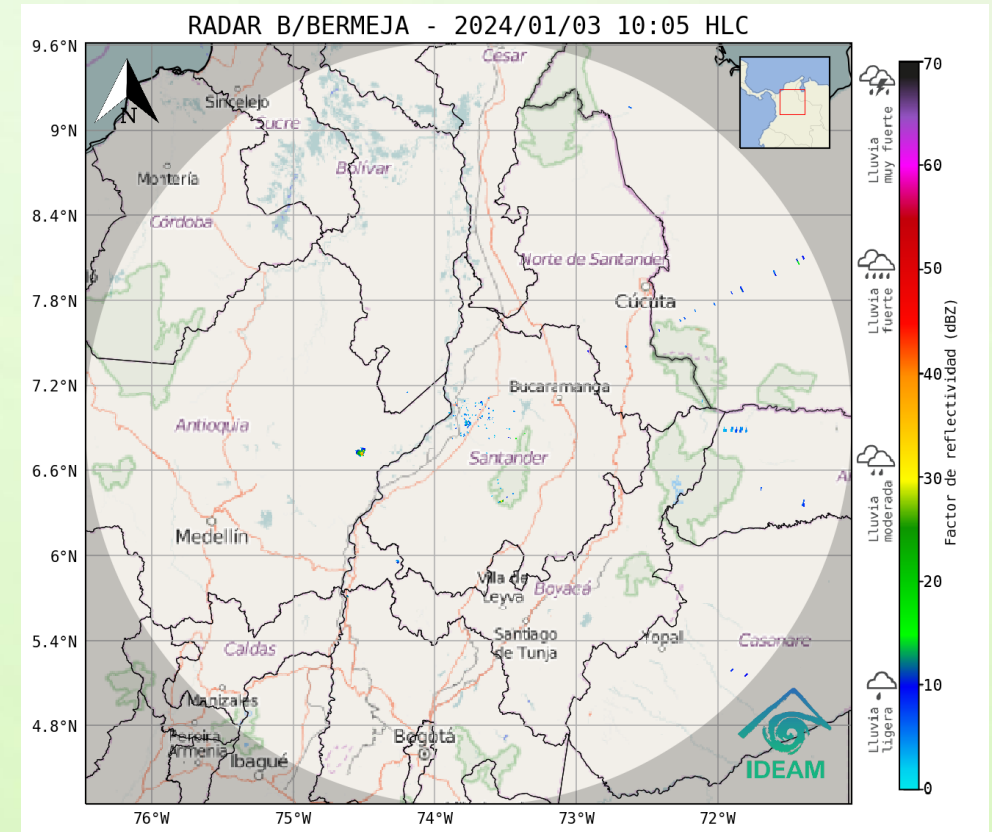 RADAR B/BERMEJA - 2024/01/03 10:05 HLC
9.6°N
9°N
8.4°N
7.8°N
7.2°N
6.6°N
6°N
5.4°N
4.8°N
76°W
75°W
74°W
73°W
72°W
N
Cesar
Sincelejo
Sucre
Bolívar
Montería
Córdoba
Norte de Santander
Cúcuta
Bucaramanga
Antioquia
Santander
Medellín
Villa de
Leyva
Boyacá
Santiago
de Tunja
Yopal
Casanare
Caldas
Manizales
Pereira
Armenia
Ibagué
Bogotá
IDEAM
70
60
50
40
30
20
10
0
Lluvia
muy fuerte
Lluvia
fuerte
Lluvia
moderada
Lluvia
ligera
Factor de reflectividad (dBZ)